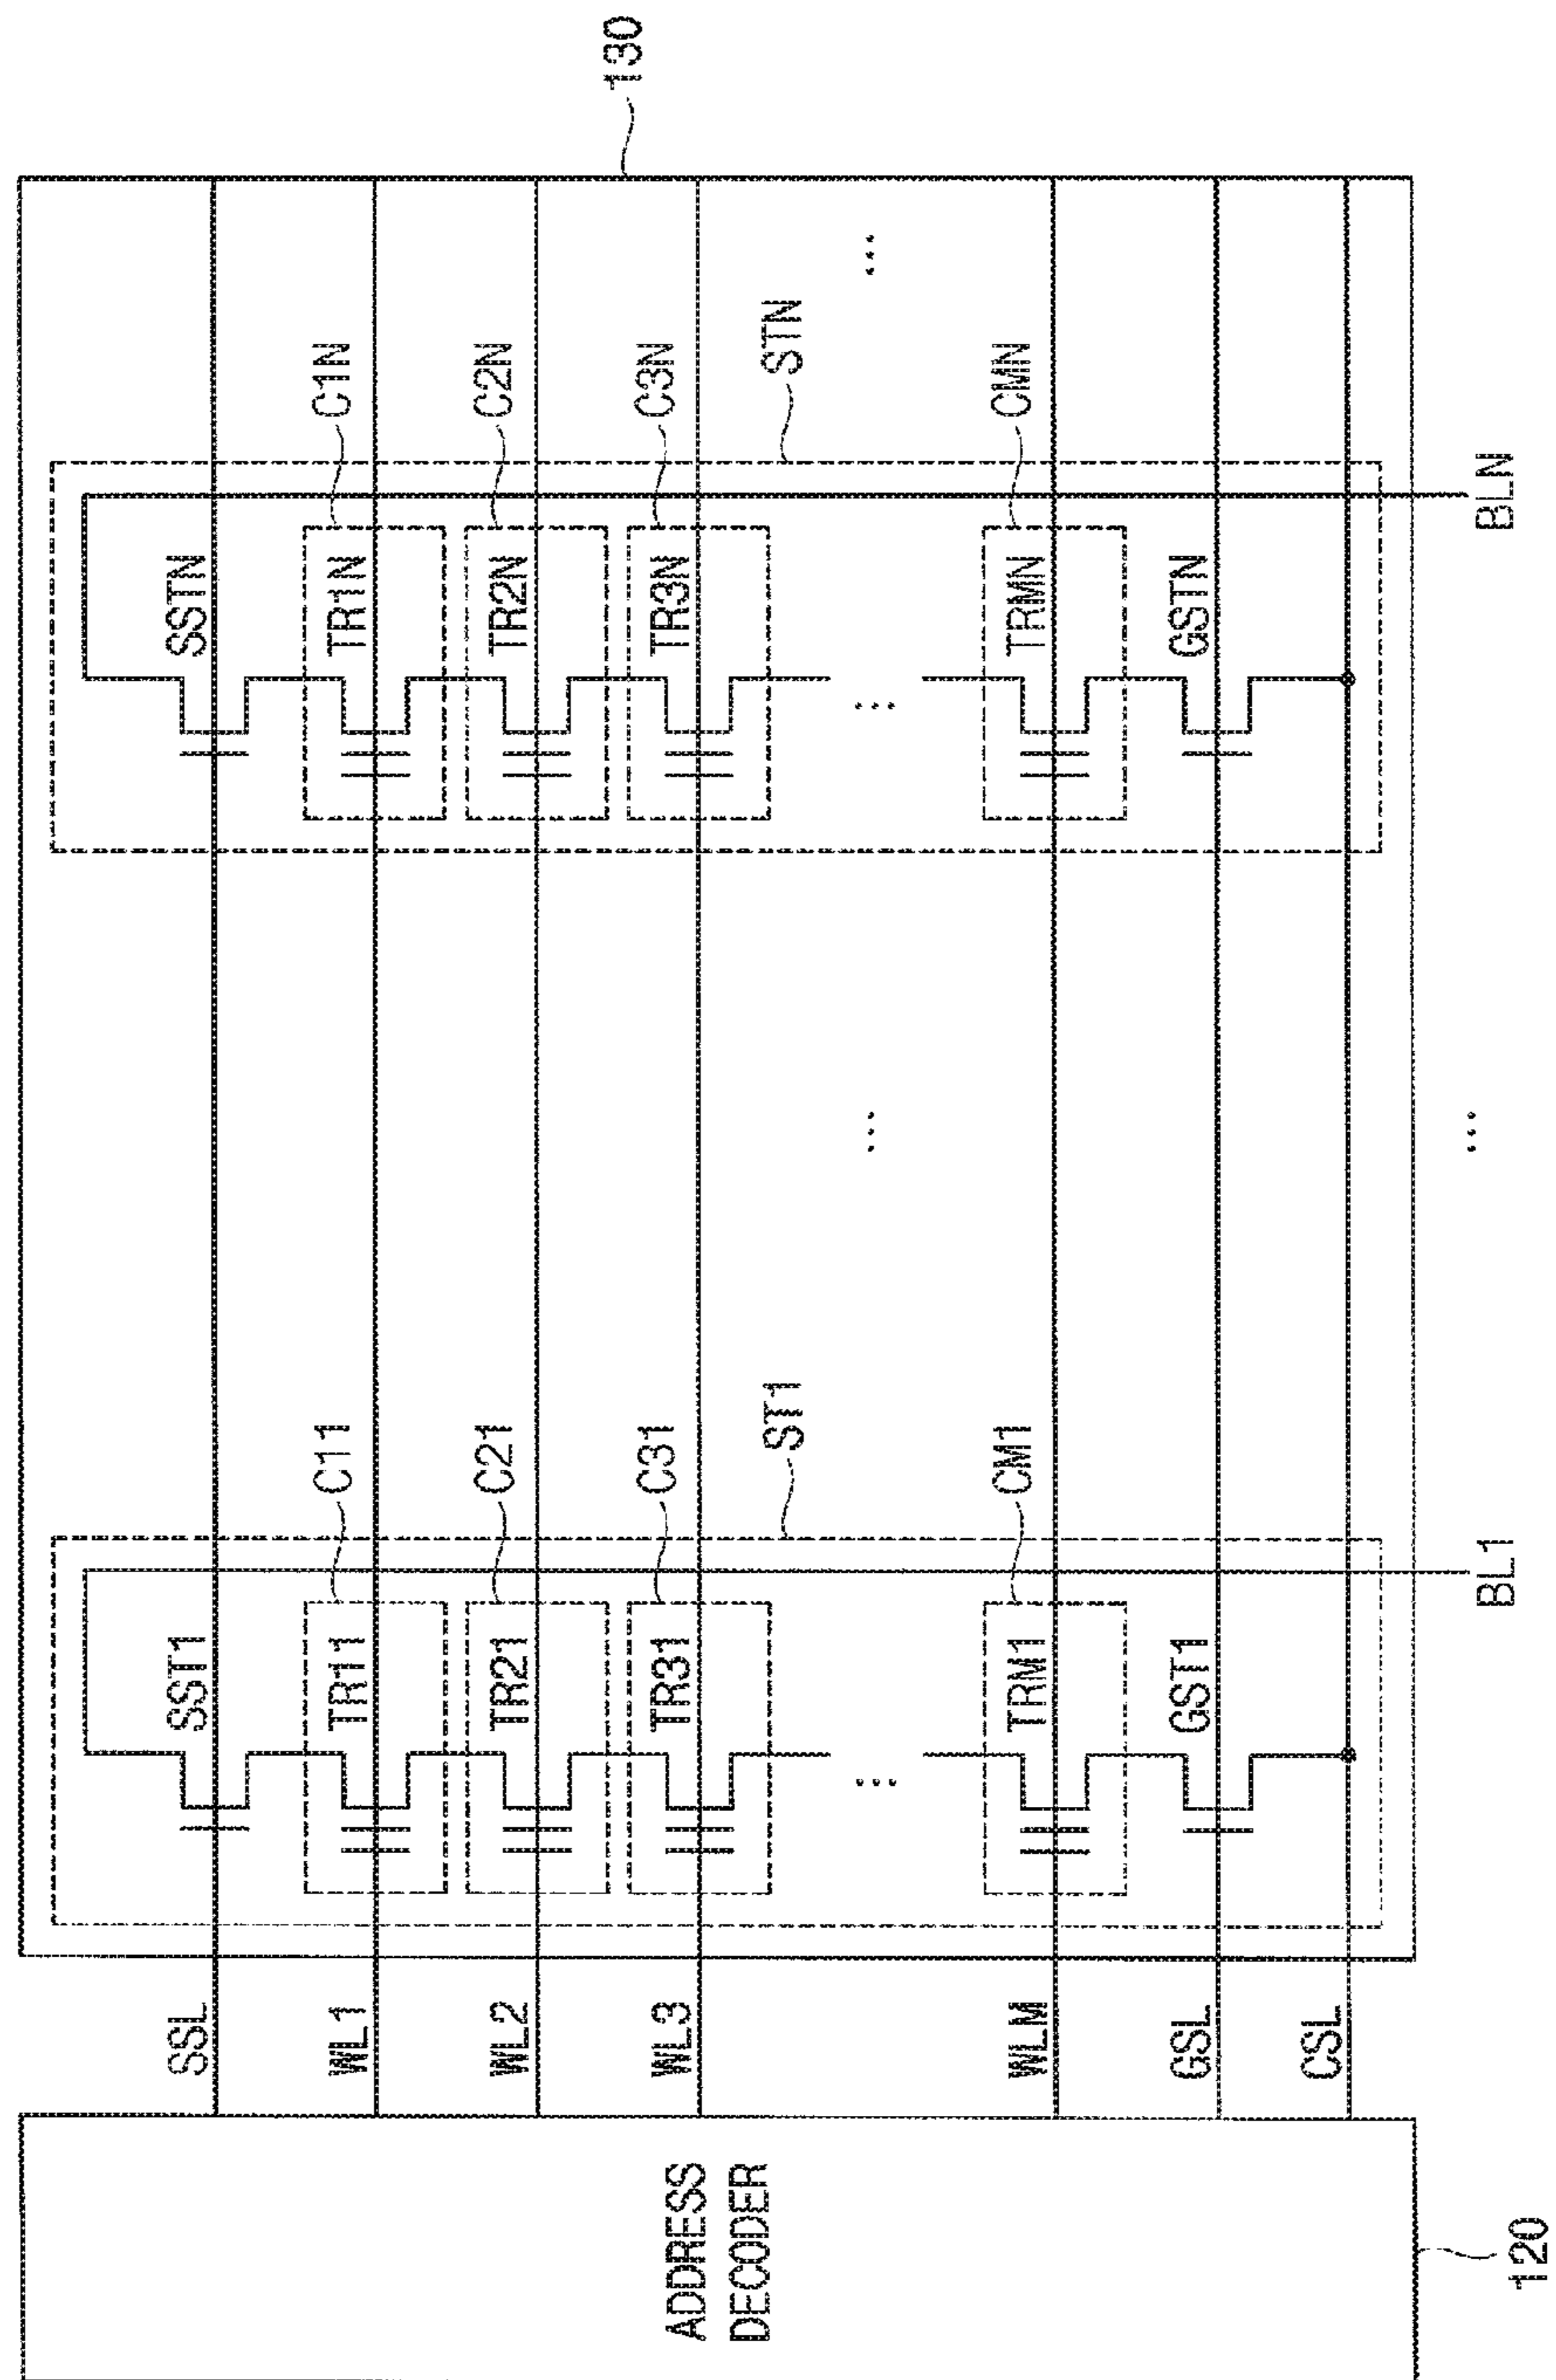 130
SSL
SST1
SSTN
WL1
TR11
C11
TR1N
C1N
WL2
TR21
C21
TR2N
C2N
WL3
TR31
C31
TR3N
C3N
ST1
STN
...
...
...
...
...
WLM
TRM1
CM1
TRMN
CMN
GSL
GST1
GSTN
CSL
ADDRESS
DECODER
BL1
...
BLN
120